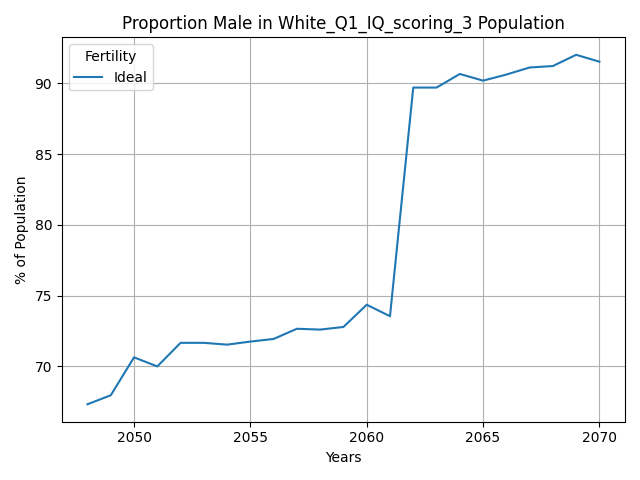 Proportion Male in White_Q1_IQ_scoring_3 Population
Fertility
Ideal
% of Population
90
85
80
75
70
2050 2055 2060 2065 2070
Years